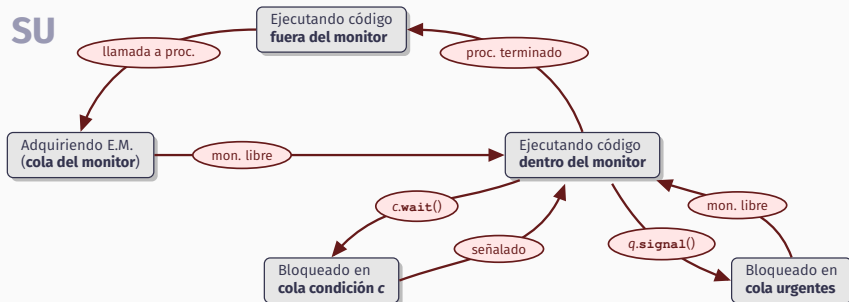 SU
Ejecutando código
fuera del monitor
llamada a proc.
proc. terminado
Adquiriendo E.M.
(cola del monitor)
mon. libre
Ejecutando código
dentro del monitor
c.wait()
mon. libre
señalado
q.signal()
Bloqueado en
cola condición c
Bloqueado en
cola urgentes